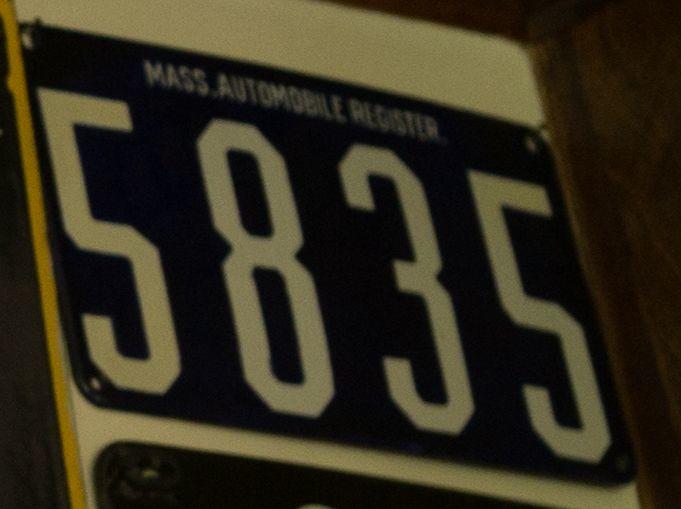 MASS. AUTOMOBILE REGISTER.
5835